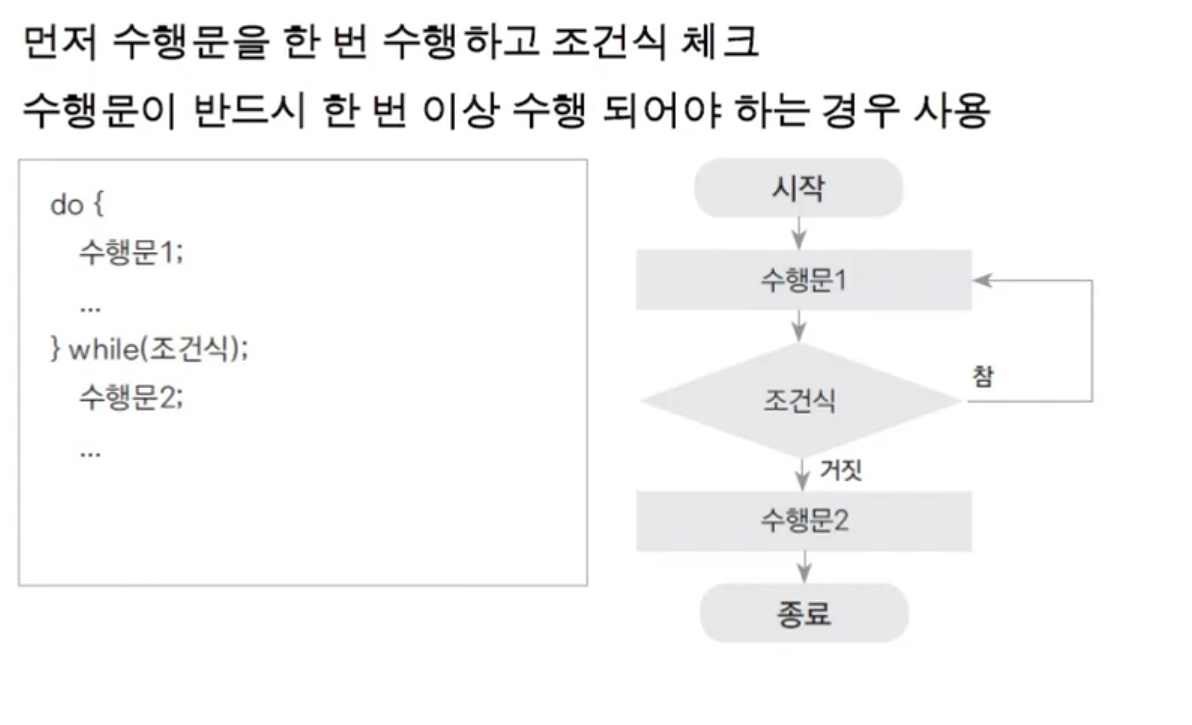 먼저 수행문을 한 번 수행하고 조건식 체크
수행문이 반드시 한 번 이상 수행 되어야 하는 경우 사용
do {
수행문1;
...
} while(조건식);
수행문2;
...
시작
수행문1
조건식
참
거짓
수행문2
종료